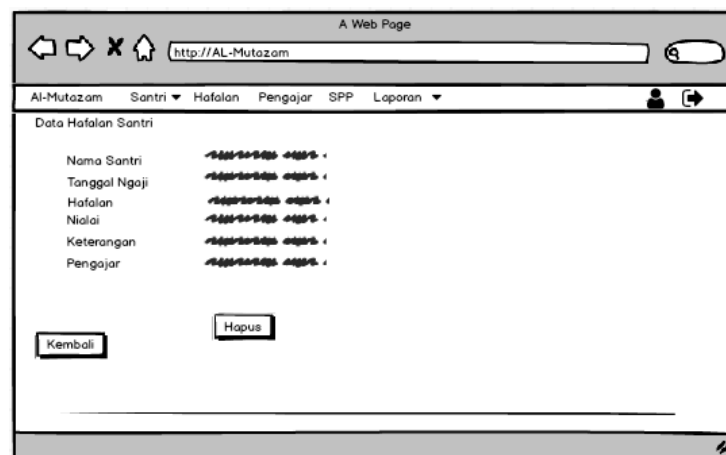 A Web Page
http://AL-Mutazam
Al-Mutazam Santri Hafalan Pengajar SPP Laporan
Data Hafalan Santri
Nama Santri
Tanggal Ngaji
Hafalan
Nialai
Keterangan
Pengajar
Hapus
Kembali